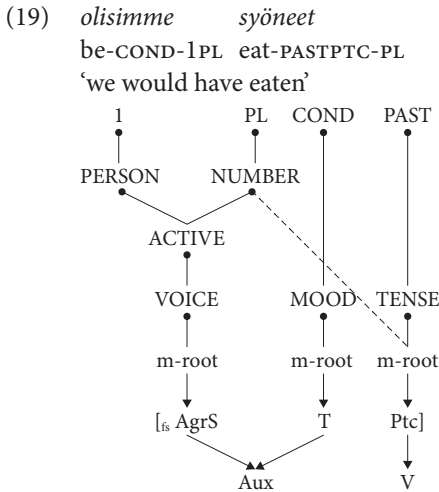 (19) olisimme syöneet
be-COND-1PL eat-PASTPTC-PL
‘we would have eaten’
1 PL COND PAST
PERSON NUMBER
ACTIVE
VOICE MOOD TENSE
m-root m-root m-root
[fs AgrS T Ptc]
Aux V